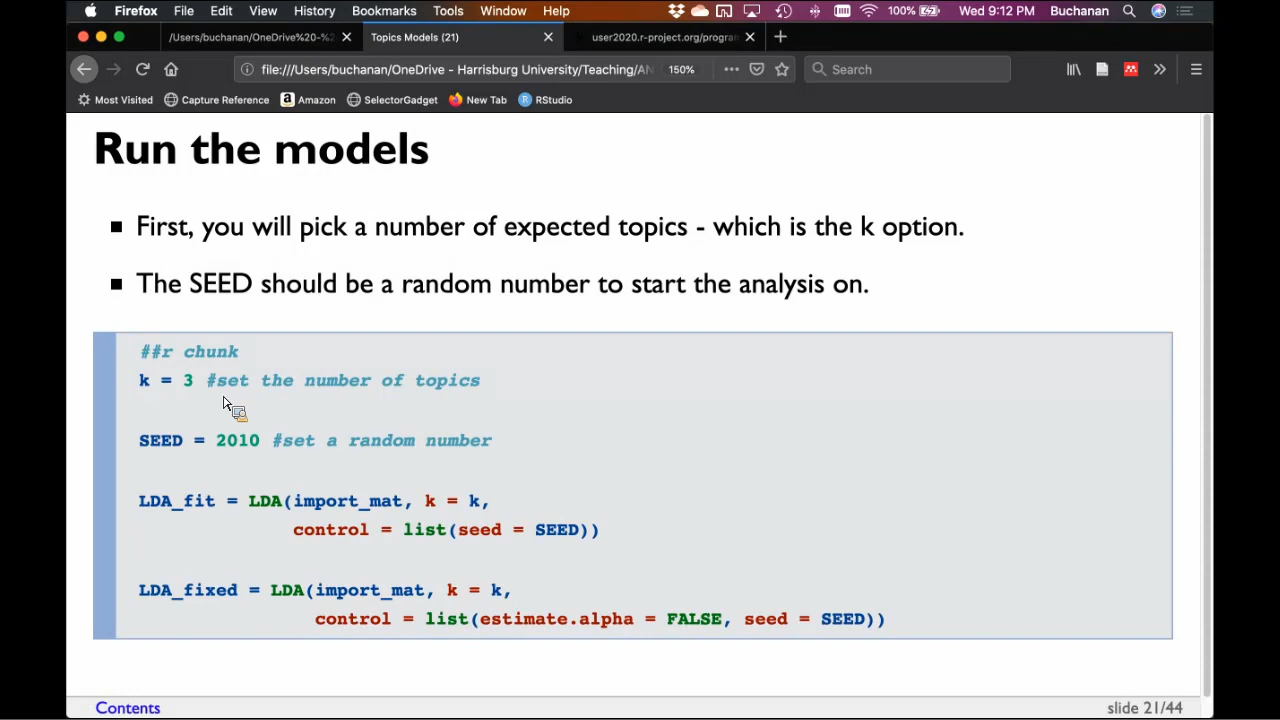 Firefox File Edit View History Bookmarks Tools Window Help 100% Wed 9:12 PM Buchanan
/Users/buchanan/OneDrive%20-% Topics Models (21) user2020.r-project.org/program
file:///Users/buchanan/OneDrive - Harrisburg University/Teaching/AN 150% Search
Most Visited Capture Reference Amazon SelectorGadget New Tab RStudio
Run the models
First, you will pick a number of expected topics - which is the k option.
The SEED should be a random number to start the analysis on.
##r chunk
k = 3 #set the number of topics
SEED = 2010 #set a random number
LDA_fit = LDA(import_mat, k = k,
control = list(seed = SEED))
LDA_fixed = LDA(import_mat, k = k,
control = list(estimate.alpha = FALSE, seed = SEED))
Contents slide 21/44